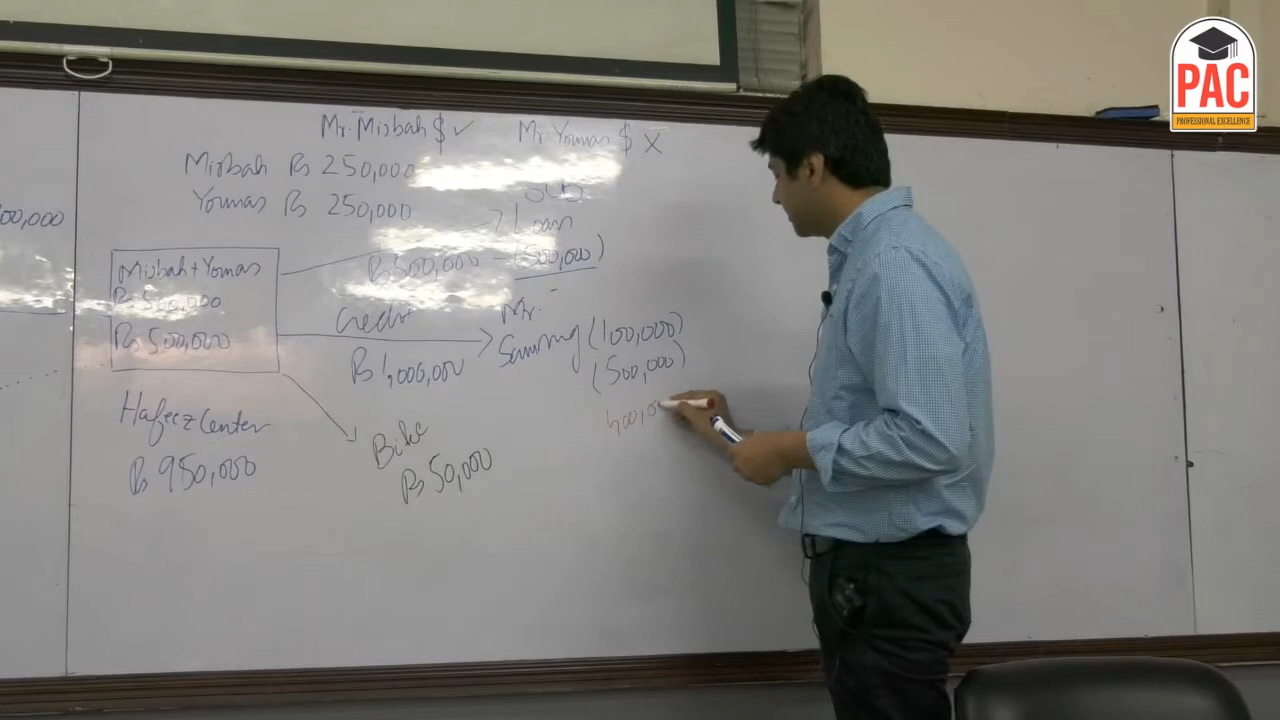 PAC
PROFESSIONAL EXCELLENCE
Mr. Misbah $ ✓
Mr Younas $ X
Misbah Rs 250,000
Younas Rs 250,000
00,000
Loan
Rs 500,000 - (500,000)
Misbah + Younas
Rs 500,000
Rs 500,000
Credit
Rs 1,000,000
Mr.
Samsung (100,000)
(500,000)
Hafeez Center
Rs 950,000
Bike
Rs 50,000